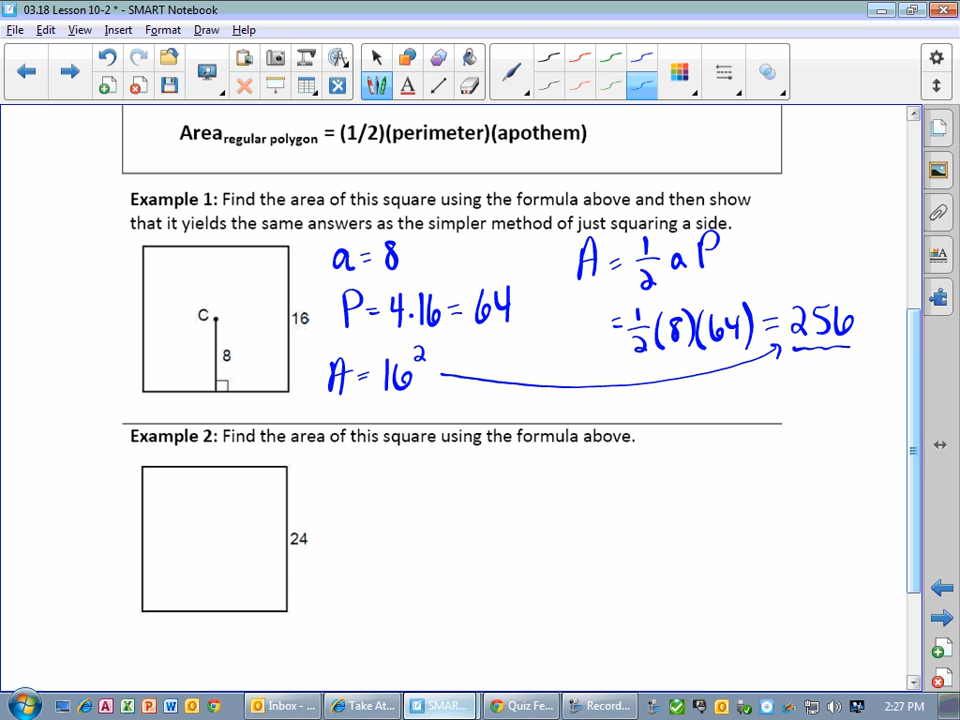 03.18 Lesson 10-2 * - SMART Notebook
File Edit View Insert Format Draw Help
Area regular polygon = (1/2)(perimeter)(apothem)
Example 1: Find the area of this square using the formula above and then show
that it yields the same answers as the simpler method of just squaring a side.
a = 8
A = 1/2 a P
C
16
P = 4·16 = 64
= 1/2 (8)(64) = 256
8
A = 16²
Example 2: Find the area of this square using the formula above.
24
Inbox - ... Take At... SMAR... Quiz Fe... Record...
2:27 PM